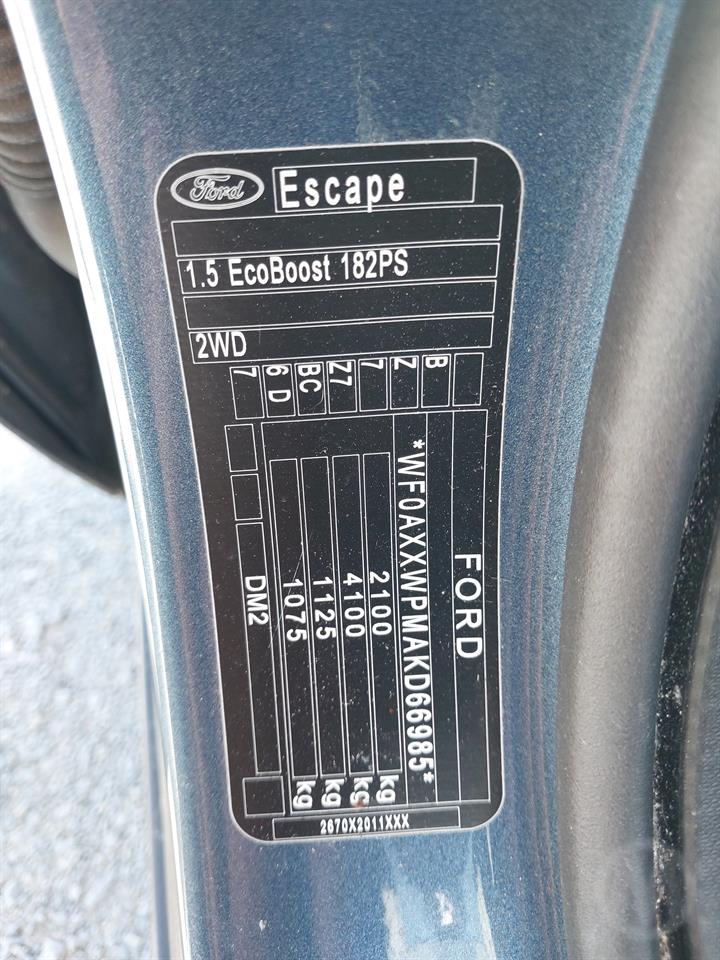 Ford Escape
1.5 EcoBoost 182PS
2WD
7 6 D BC Z7 7 Z B
FORD
*WF0AXXWPMAKD66985*
2100 kg
4100 kg
1125 kg
1075 kg
DM2
2670X2011XXX